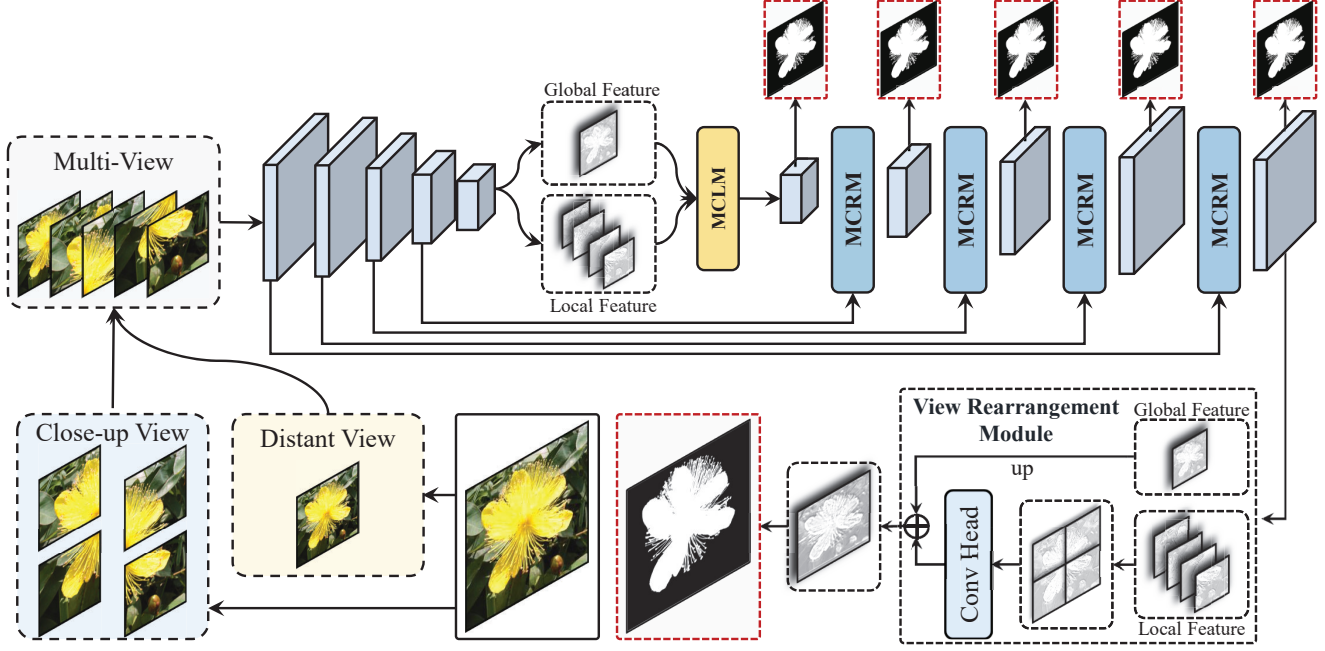 Global Feature
Multi-View
MCLM
MCRM
MCRM
MCRM
MCRM
Local Feature
Close-up View
Distant View
View Rearrangement
Module
Global Feature
up
Conv Head
Local Feature